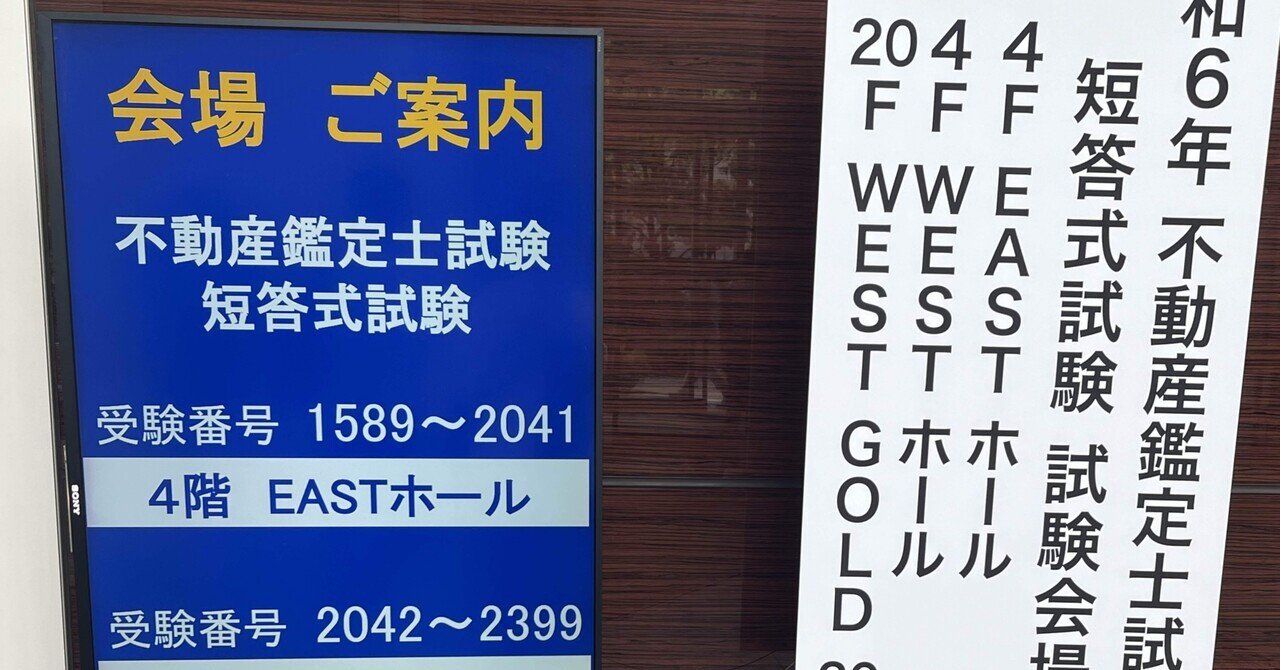 会場 ご案内
不動産鑑定士試験
短答式試験
受験番号 1589～2041
4階 EASTホール
受験番号 2042～2399
SONY
和6年 不動産鑑定士試
短答式試験 試験会場
4F EAST ホール
4F WEST ホール
20F WEST GOLD